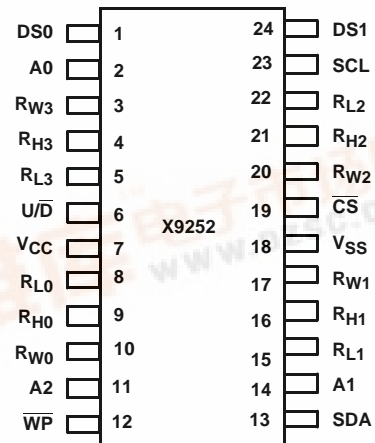 DS0 1 24 DS1
A0 2 23 SCL
RW3 3 22 RL2
RH3 4 21 RH2
RL3 5 20 RW2
U/D̅ 6 19 C̅S̅
VCC 7 X9252 18 VSS
RL0 8 17 RW1
RH0 9 16 RH1
RW0 10 15 RL1
A2 11 14 A1
W̅P̅ 12 13 SDA